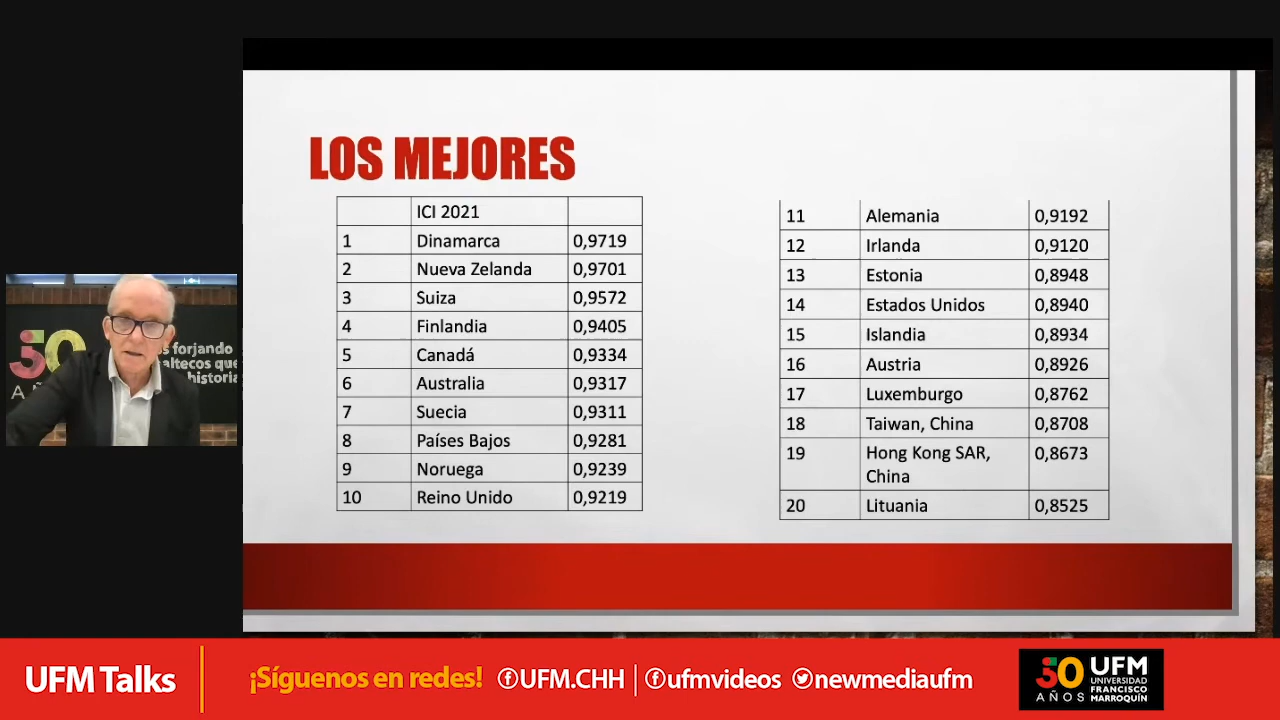 LOS MEJORES
ICI 2021
1 Dinamarca 0,9719
2 Nueva Zelanda 0,9701
3 Suiza 0,9572
4 Finlandia 0,9405
5 Canadá 0,9334
6 Australia 0,9317
7 Suecia 0,9311
8 Países Bajos 0,9281
9 Noruega 0,9239
10 Reino Unido 0,9219
11 Alemania 0,9192
12 Irlanda 0,9120
13 Estonia 0,8948
14 Estados Unidos 0,8940
15 Islandia 0,8934
16 Austria 0,8926
17 Luxemburgo 0,8762
18 Taiwan, China 0,8708
19 Hong Kong SAR, 0,8673
China
20 Lituania 0,8525
50
forjando
que
historia
UFM Talks
¡Síguenos en redes!
UFM.CHH
ufmvideos
newmediaufm
50 AÑOS
UFM
UNIVERSIDAD
FRANCISCO
MARROQUÍN